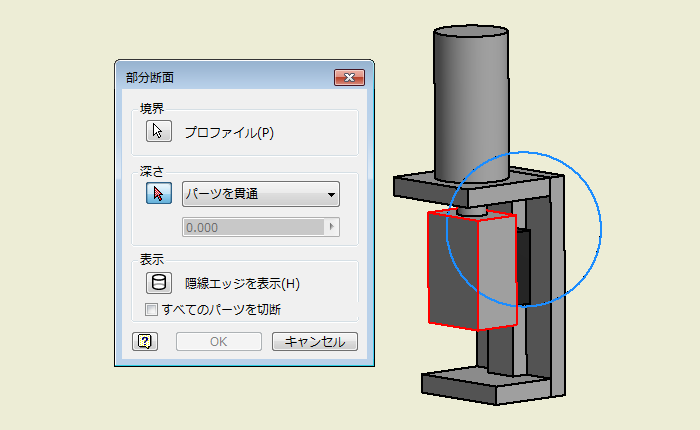 部分断面
境界
プロファイル(P)
深さ
パーツを貫通
0.000
表示
隠線エッジを表示(H)
すべてのパーツを切断
OK
キャンセル